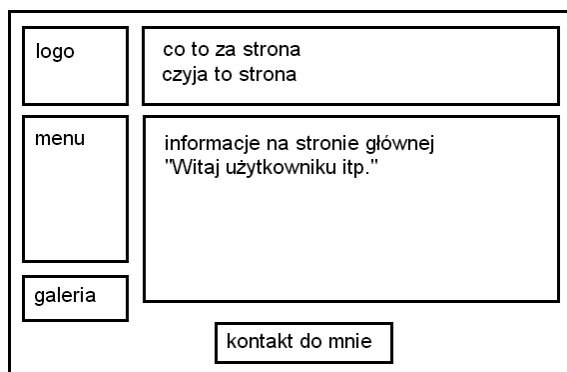 logo
co to za strona
czyja to strona
menu
informacje na stronie głównej
"Witaj użytkowniku itp."
galeria
kontakt do mnie